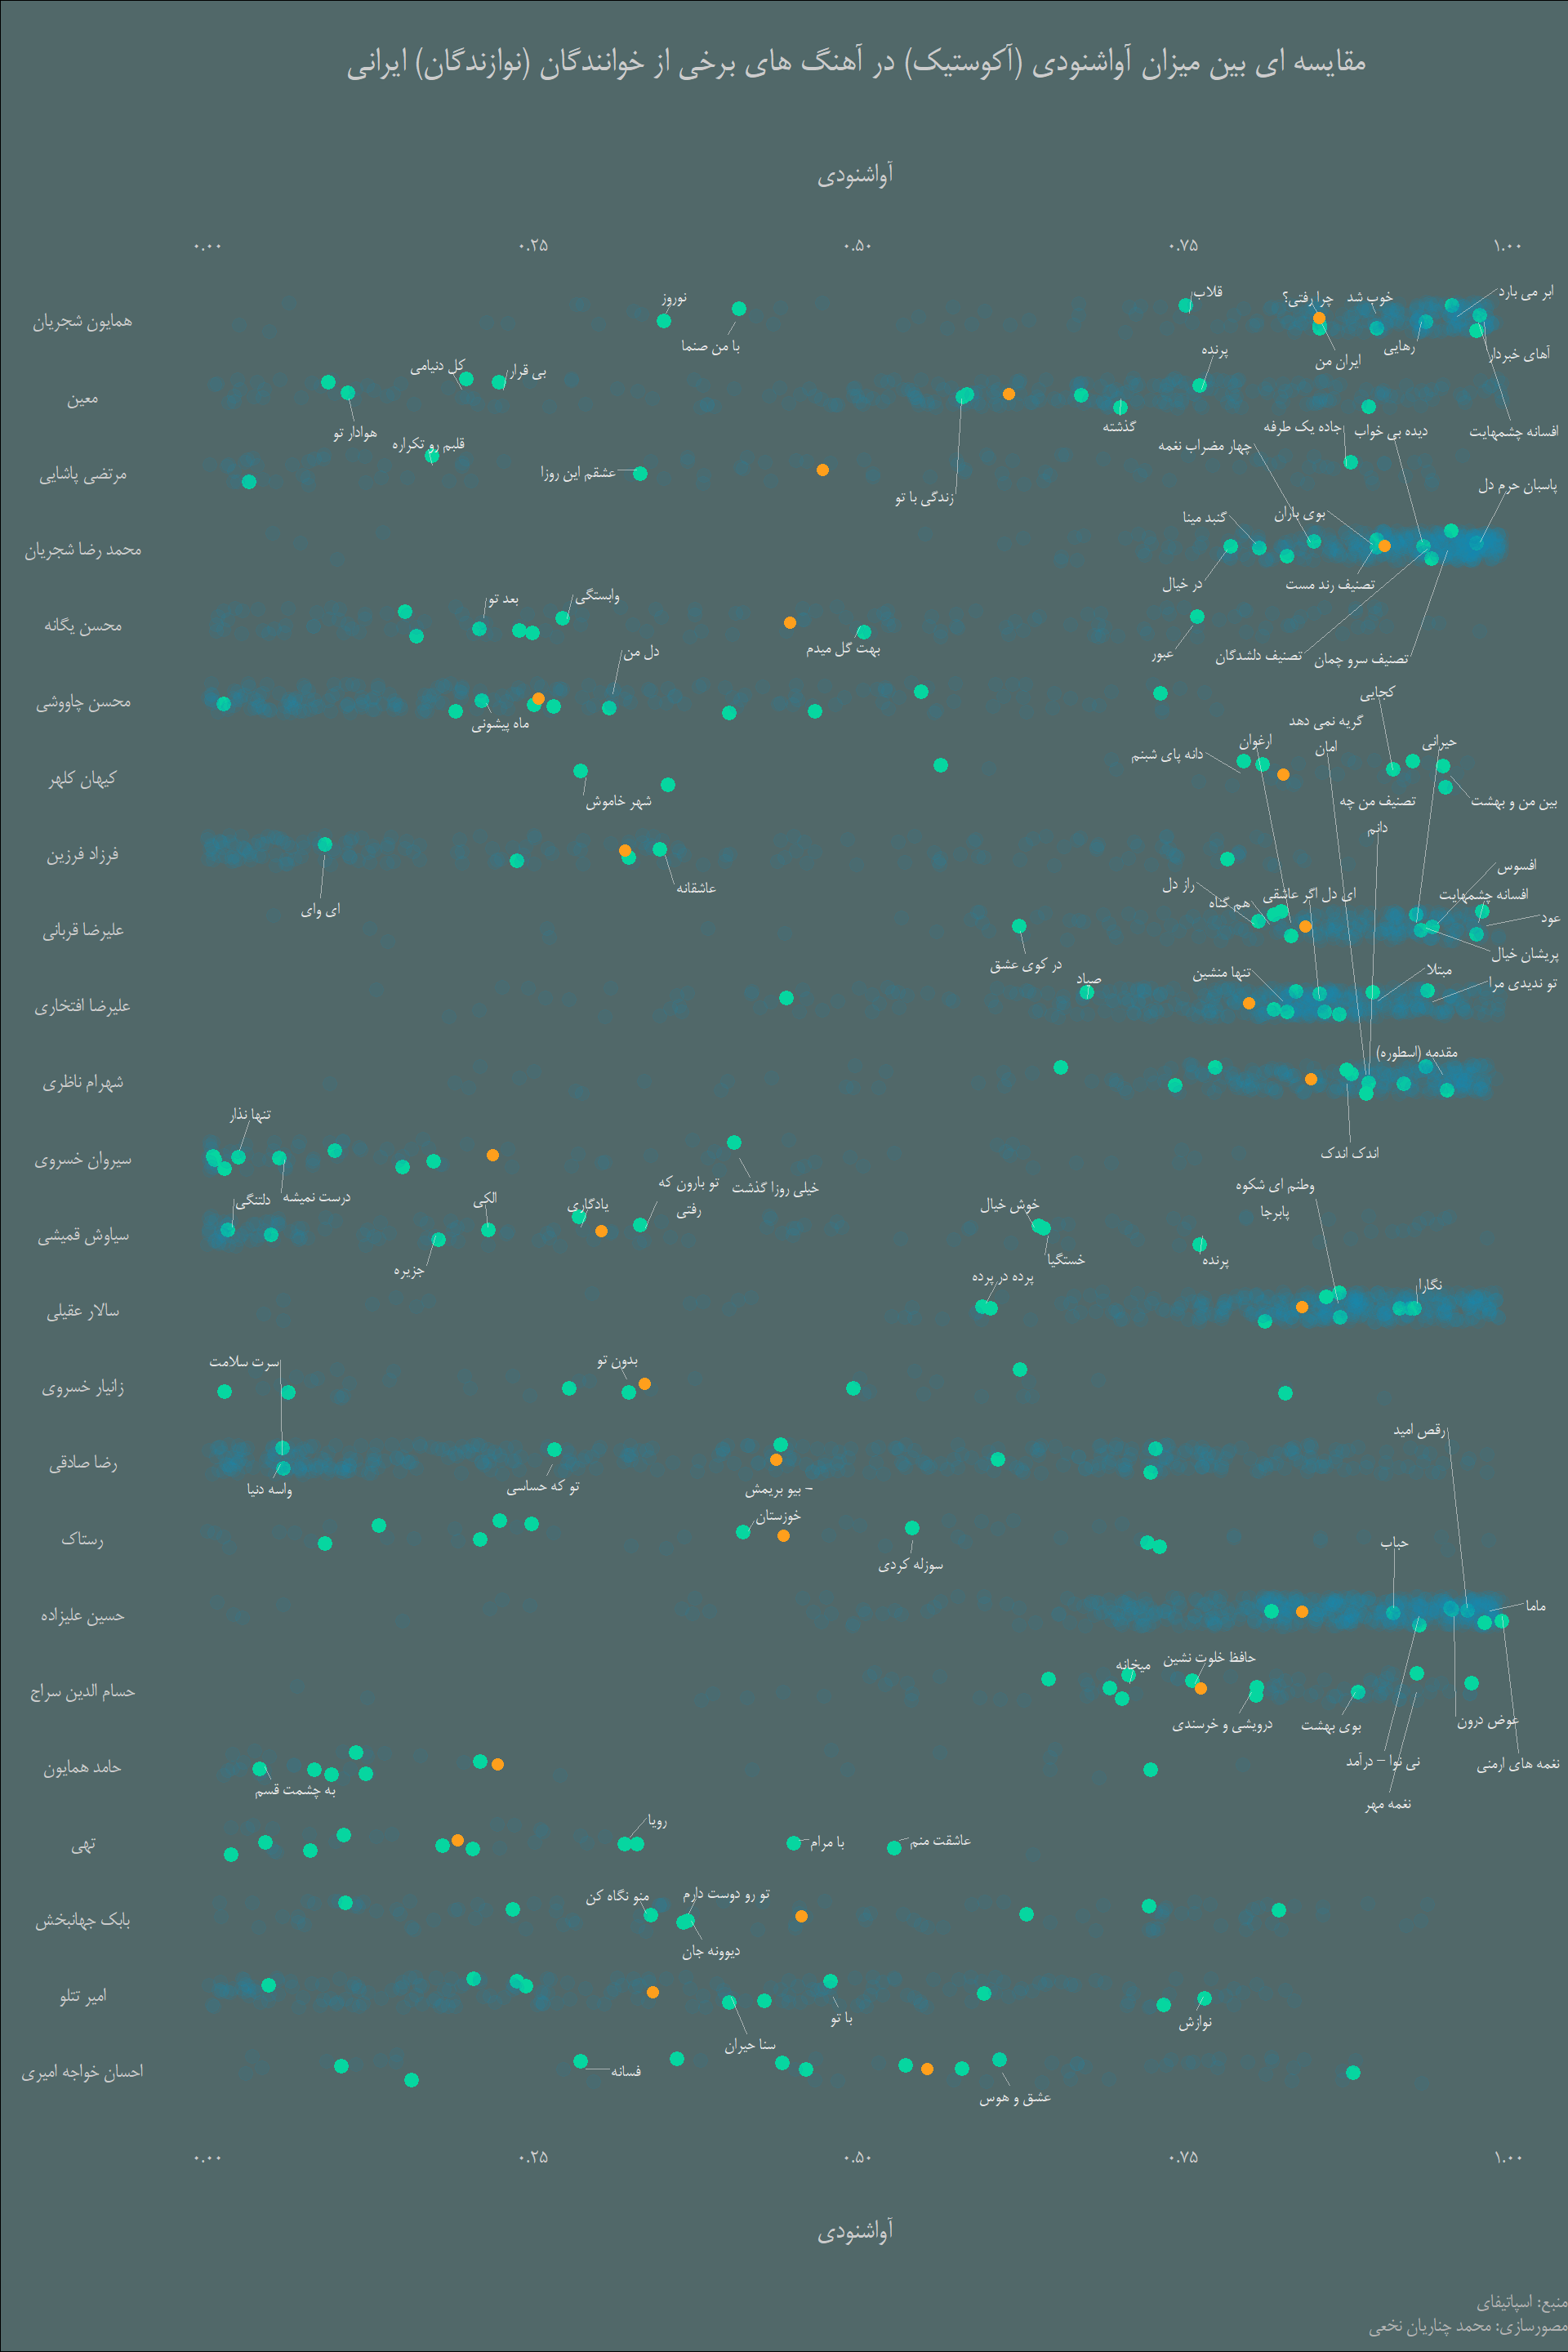 مقایسه ای بین میزان آواشنودی (آکوستیک) در آهنگ های برخی از خوانندگان (نوازندگان) ایرانی
آواشنودی
۰.۰۰ ۰.۲۵ ۰.۵۰ ۰.۷۵ ۱.۰۰
همایون شجریان
نوروز
با من صنما
قلاب
چرا رفتی؟
خوب شد
ابر می بارد
ایران من
رهایی
آهای خبردار
افسانه چشمهایت
معین
کل دنیامی
بی قرار
هوادار تو
پرنده
گذشته
زندگی با تو
مرتضی پاشایی
قلبم رو تکراره
عشقم این روزا
جاده یک طرفه
محمد رضا شجریان
چهار مضراب نغمه
دیده بی خواب
پاسبان حرم دل
گنبد مینا
بوی باران
در خیال
تصنیف رند مست
تصنیف دلشدگان
تصنیف سرو چمان
محسن یگانه
بعد تو
وابستگی
بهت گل میدم
عبور
محسن چاووشی
دل من
ماه پیشونی
کیهان کلهر
کجایی
دانه پای شبنم
گریه نمی دهد
امان
شهر خاموش
بین من و بهشت
فرزاد فرزین
ای وای
عاشقانه
علیرضا قربانی
ارغوان
حیرانی
راز دل
هم گناه
افسوس
افسانه چشمهایت
عود
پریشان خیال
در کوی عشق
علیرضا افتخاری
صیاد
تنها منشین
ای دل اگر عاشقی
مبتلا
تو ندیدی مرا
شهرام ناظری
تصنیف من چه
دانم
مقدمه (اسطوره)
اندک اندک
سیروان خسروی
تنها نذار
درست نمیشه
خیلی روزا گذشت
سیاوش قمیشی
دلتنگی
جزیره
الکی
یادگاری
تو بارون که
رفتی
خوش خیال
خستگیا
پرنده
سالار عقیلی
پرده در پرده
وطنم ای شکوه
پابرجا
نگارا
زانیار خسروی
بدون تو
رضا صادقی
سرت سلامت
واسه دنیا
تو که حساسی
رستاک
بیو بریمش –
خوزستان
سوزله کردی
حسین علیزاده
رقص امید
حباب
ماما
عوض درون
نی نوا – درآمد
نغمه های ارمنی
نغمه مهر
حسام الدین سراج
میخانه
حافظ خلوت نشین
درویشی و خرسندی
بوی بهشت
حامد همایون
به چشمت قسم
تهی
رویا
با مرام
عاشقت منم
بابک جهانبخش
منو نگاه کن
تو رو دوست دارم
دیوونه جان
امیر تتلو
سنا حیران
با تو
نوازش
احسان خواجه امیری
فسانه
عشق و هوس
۰.۰۰ ۰.۲۵ ۰.۵۰ ۰.۷۵ ۱.۰۰
آواشنودی
منبع: اسپاتیفای
مصورسازی: محمد چناریان نخعی